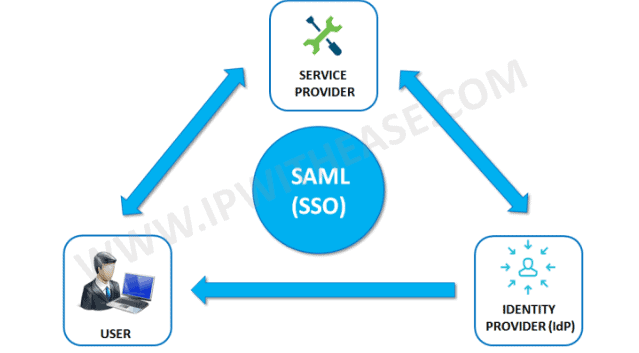 SERVICE
PROVIDER
SAML
(SSO)
WWW.IPWITHEASE.COM
USER
IDENTITY
PROVIDER (IdP)